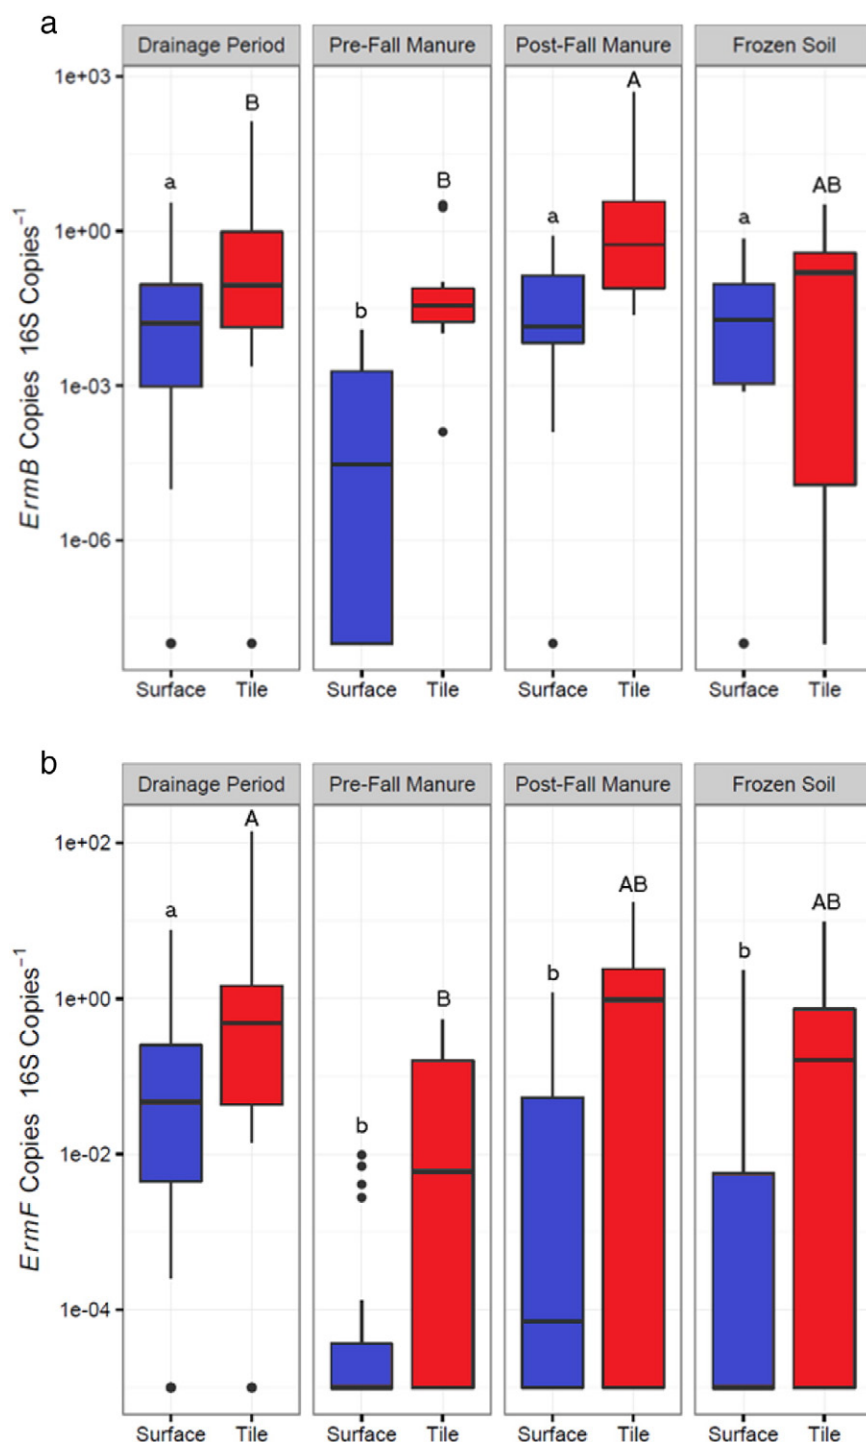 a
Drainage Period Pre-Fall Manure Post-Fall Manure Frozen Soil
ErmB Copies 16S Copies⁻¹
1e+03
1e+00
1e-03
1e-06
a B b B a A a AB
Surface Tile Surface Tile Surface Tile Surface Tile
b
Drainage Period Pre-Fall Manure Post-Fall Manure Frozen Soil
ErmF Copies 16S Copies⁻¹
1e+02
1e+00
1e-02
1e-04
a A b B b AB b AB
Surface Tile Surface Tile Surface Tile Surface Tile